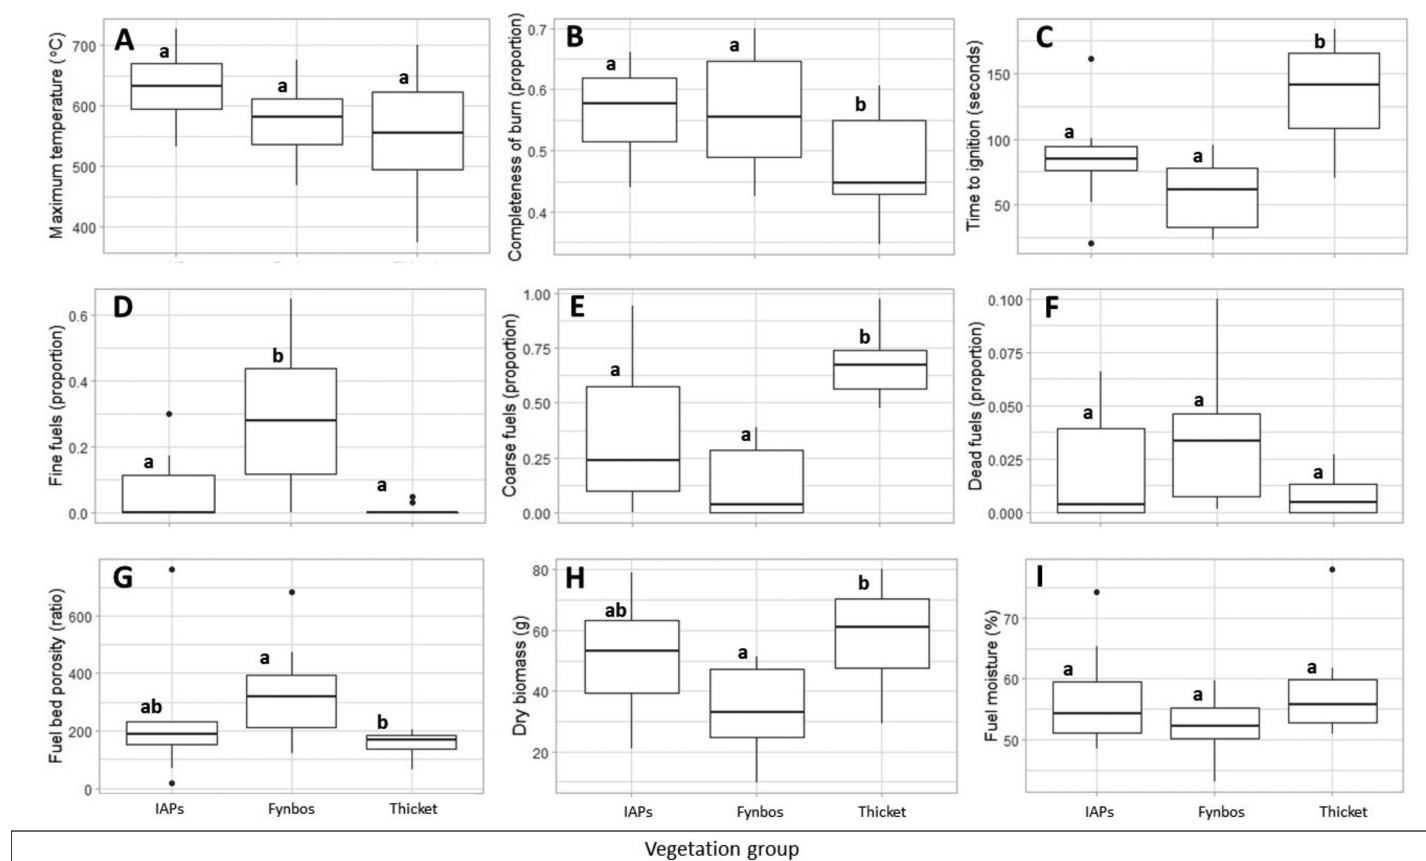 A
Maximum temperature (°C)
700
600
500
400
a
a
a
B
Completeness of burn (proportion)
0.7
0.6
0.5
0.4
a
a
b
C
Time to ignition (seconds)
150
100
50
a
a
b
D
Fine fuels (proportion)
0.6
0.4
0.2
0.0
a
b
a
E
Coarse fuels (proportion)
1.00
0.75
0.50
0.25
0.00
a
a
b
F
Dead fuels (proportion)
0.100
0.075
0.050
0.025
0.000
a
a
a
G
Fuel bed porosity (ratio)
600
400
200
0
ab
a
b
IAPs Fynbos Thicket
H
Dry biomass (g)
80
60
40
20
ab
a
b
IAPs Fynbos Thicket
I
Fuel moisture (%)
70
60
50
a
a
a
IAPs Fynbos Thicket
Vegetation group